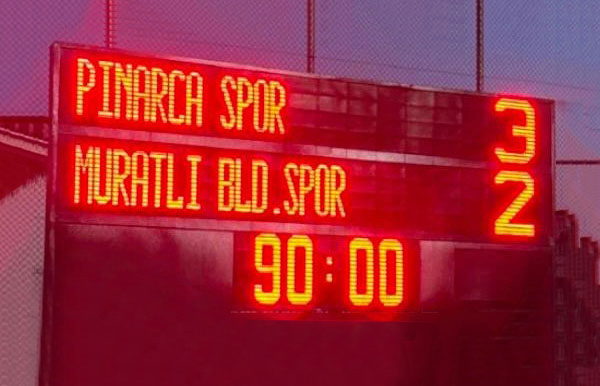 PINARCA SPOR 3
MURATLI BLD.SPOR 2
90:00